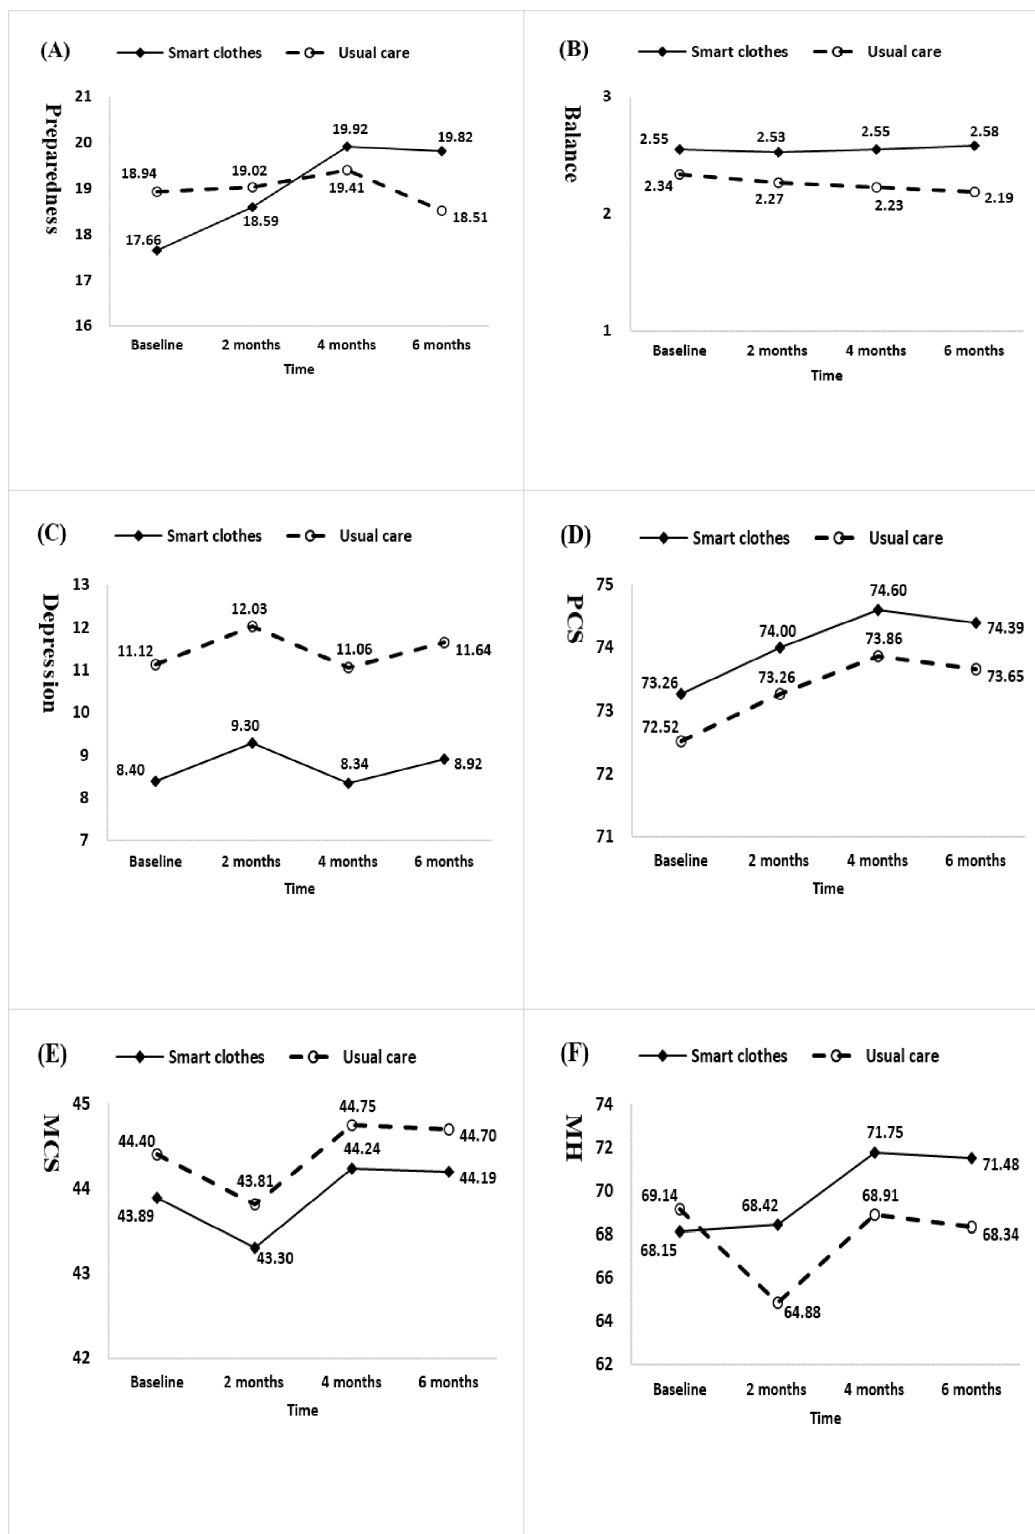 (A)
Smart clothes
Usual care
Preparedness
21
20
19
18
17
16
18.94
19.02
19.92
19.82
17.66
18.59
19.41
18.51
Baseline 2 months 4 months 6 months
Time
(B)
Smart clothes
Usual care
Balance
3
2
1
2.55
2.53
2.55
2.58
2.34
2.27
2.23
2.19
Baseline 2 months 4 months 6 months
Time
(C)
Smart clothes
Usual care
Depression
13
12
11
10
9
8
7
11.12
12.03
11.06
11.64
8.40
9.30
8.34
8.92
Baseline 2 months 4 months 6 months
Time
(D)
Smart clothes
Usual care
PCS
75
74
73
72
71
73.26
74.00
74.60
74.39
72.52
73.26
73.86
73.65
Baseline 2 months 4 months 6 months
Time
(E)
Smart clothes
Usual care
MCS
45
44
43
42
44.40
43.81
44.75
44.70
43.89
43.30
44.24
44.19
Baseline 2 months 4 months 6 months
Time
(F)
Smart clothes
Usual care
MH
74
72
70
68
66
64
62
69.14
68.42
71.75
71.48
68.15
64.88
68.91
68.34
Baseline 2 months 4 months 6 months
Time